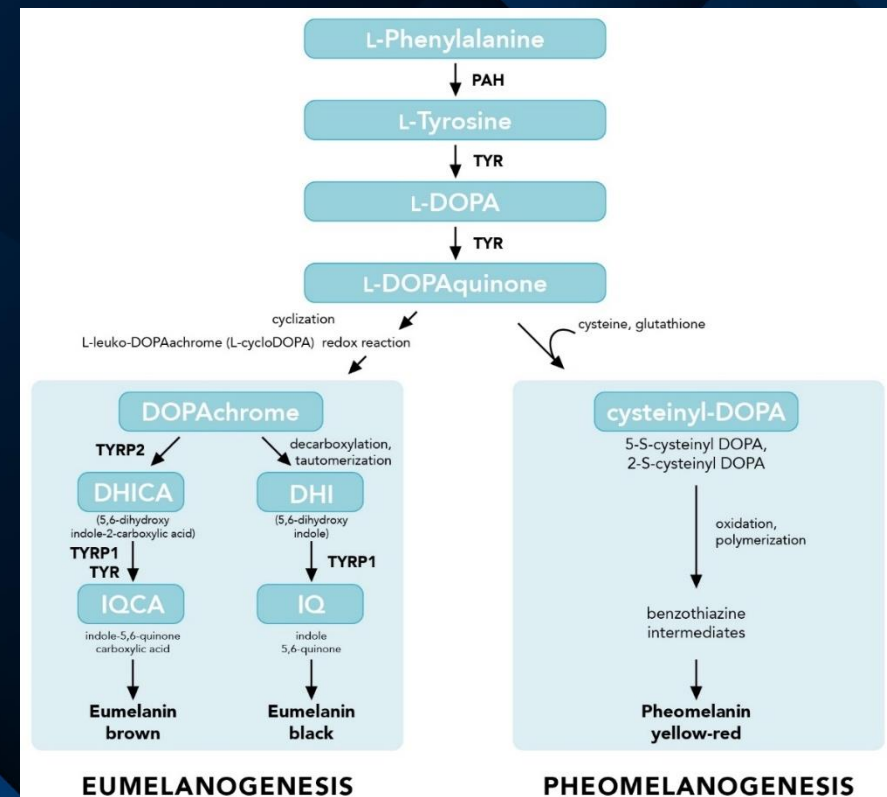 L-Phenylalanine
PAH
L-Tyrosine
TYR
L-DOPA
TYR
L-DOPAquinone
cyclization
L-leuko-DOPAachrome (L-cycloDOPA) redox reaction
cysteine, glutathione
DOPAchrome
TYRP2
decarboxylation,
tautomerization
DHICA
(5,6-dihydroxy
indole-2-carboxylic acid)
DHI
(5,6-dihydroxy
indole)
TYRP1
TYR
TYRP1
IQCA
indole-5,6-quinone
carboxylic acid
IQ
indole
5,6-quinone
Eumelanin
brown
Eumelanin
black
EUMELANOGENESIS
cysteinyl-DOPA
5-S-cysteinyl DOPA,
2-S-cysteinyl DOPA
oxidation,
polymerization
benzothiazine
intermediates
Pheomelanin
yellow-red
PHEOMELANOGENESIS